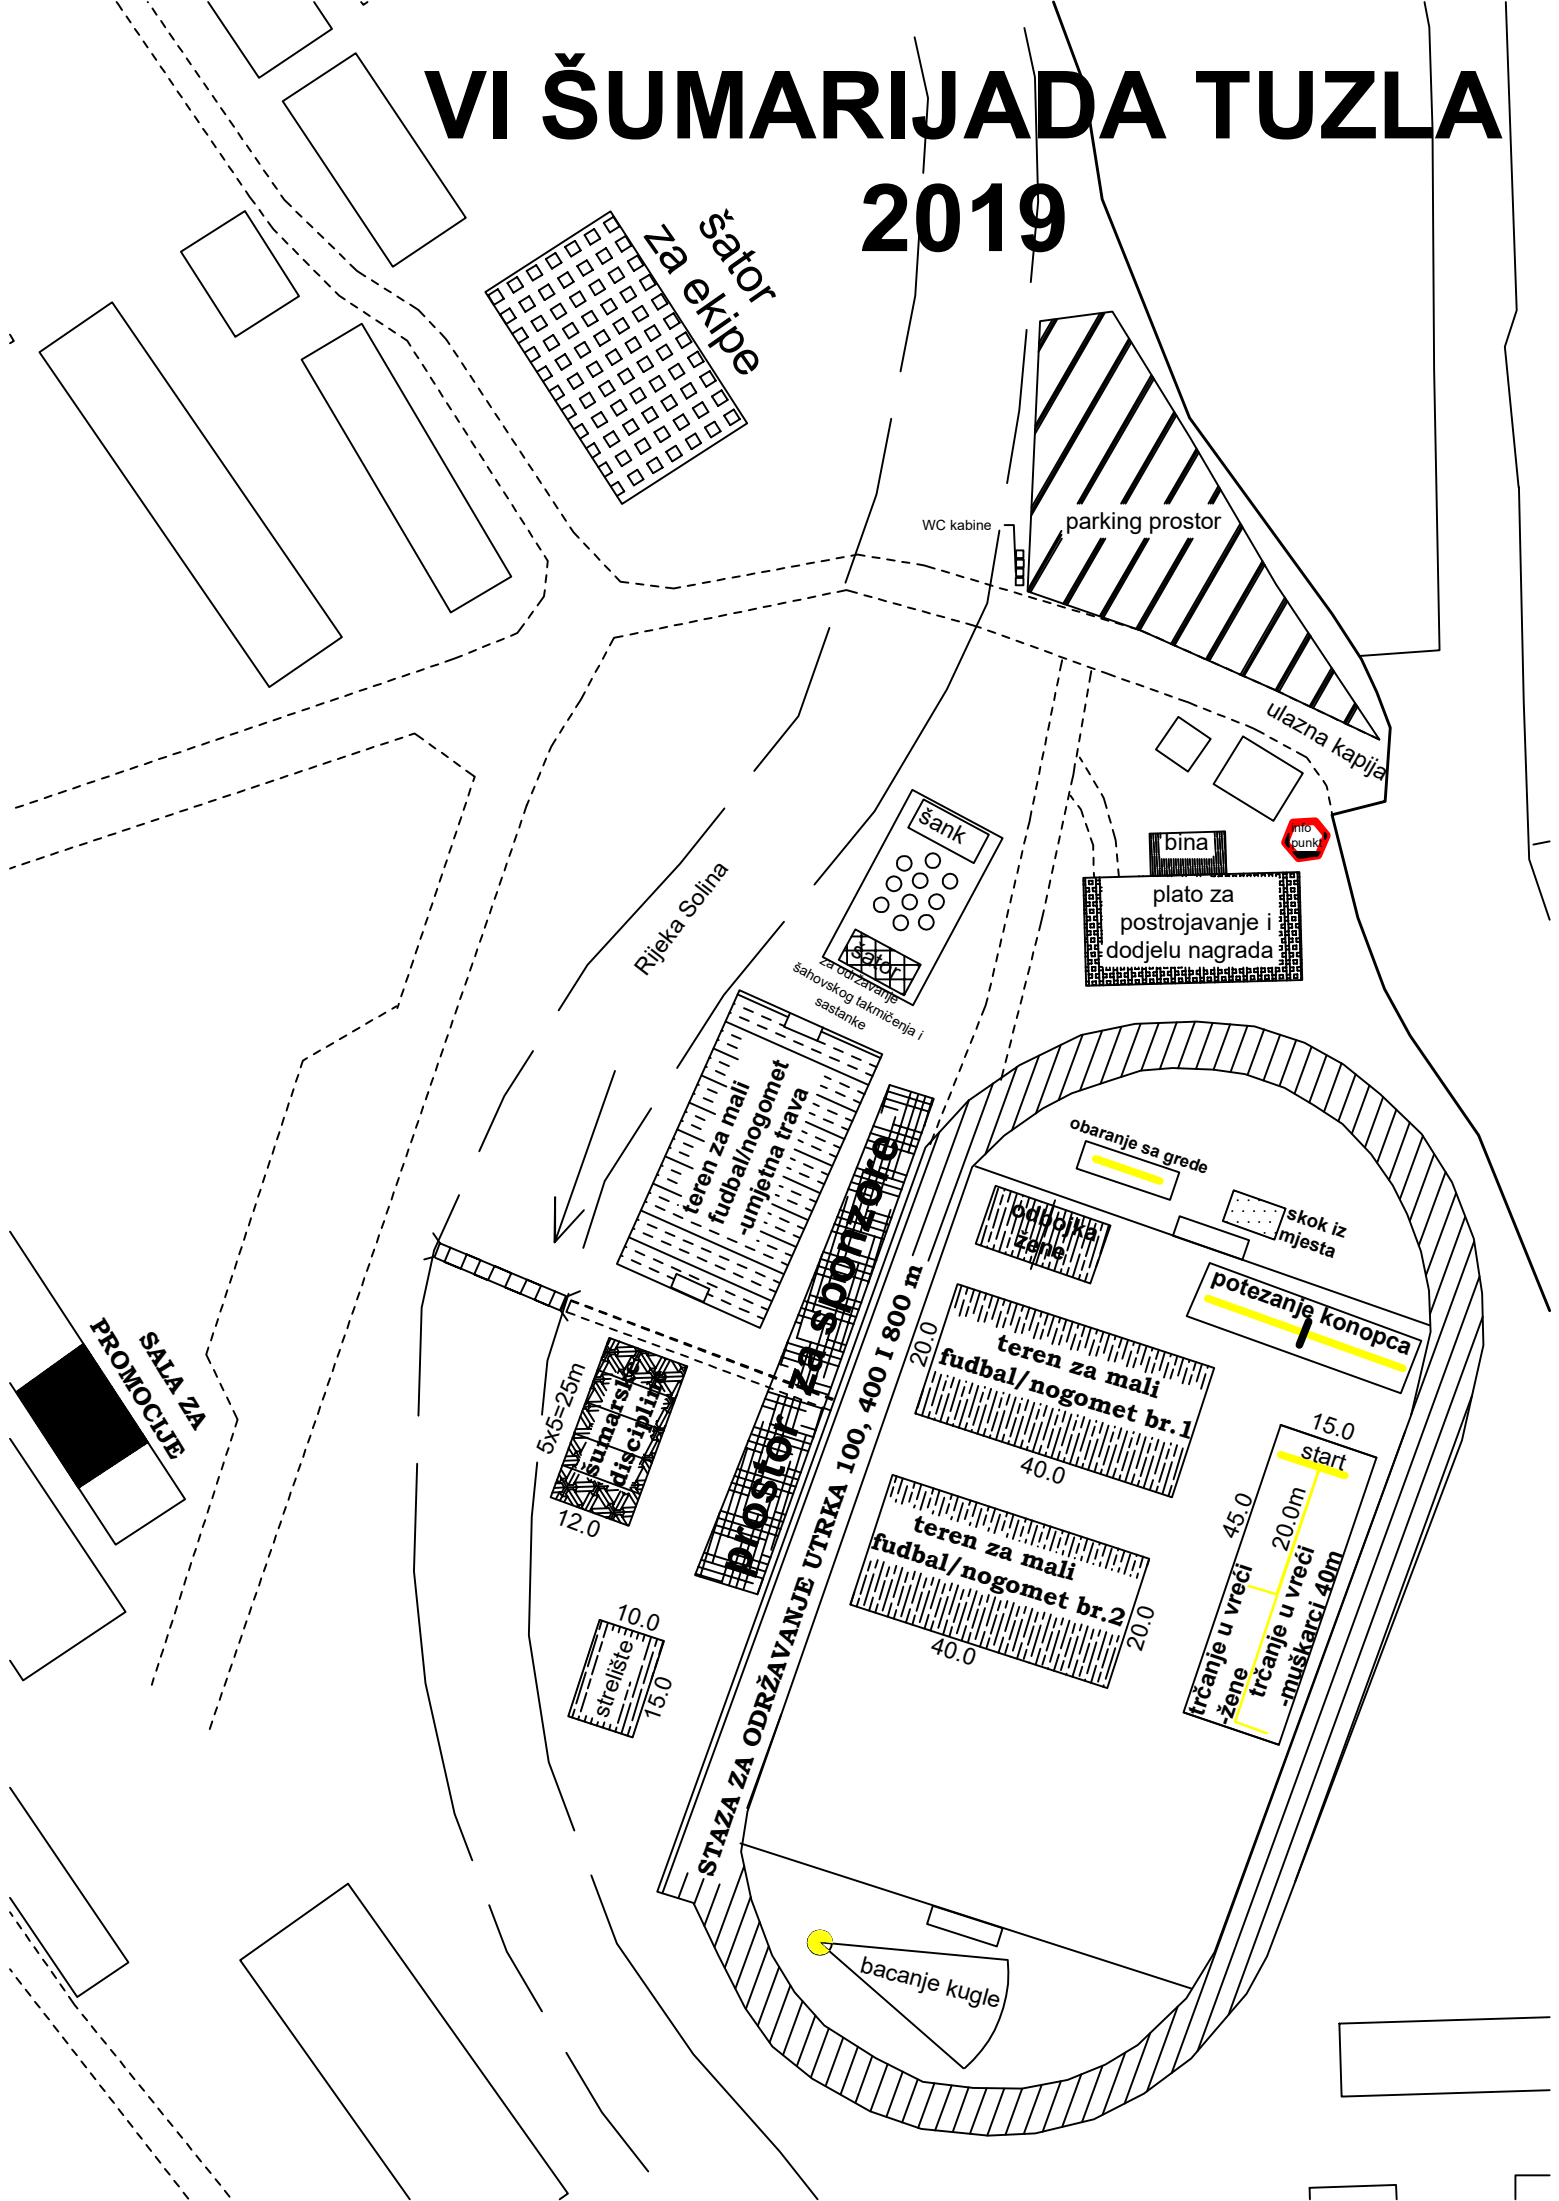 VI ŠUMARIJADA TUZLA
2019
šator
za ekipe
WC kabine
parking prostor
ulazna kapija
šank
info
punkt
bina
plato za
postrojavanje i
dodjelu nagrada
Rijeka Solina
šator
za održavanje
šahovskog takmičenja i
sastanke
teren za mali
fudbal/nogomet
-umjetna trava
prostor za sponzore
obaranje sa grede
skok iz
mjesta
odbojka
žene
potezanje konopca
STAZA ZA ODRŽAVANJE UTRKA 100, 400 I 800 m
20.0
teren za mali
fudbal/nogomet br.1
40.0
SALA ZA
PROMOCIJE
5x5=25m
šumarske
discipline
12.0
15.0
start
45.0
20.0m
trčanje u vreći
-žene
trčanje u vreći
-muškarci 40m
teren za mali
fudbal/nogomet br.2
20.0
40.0
10.0
strelište
15.0
bacanje kugle